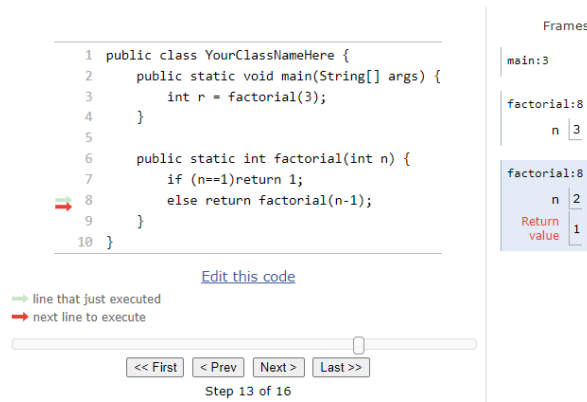 1 public class YourClassNameHere {
2 public static void main(String[] args) {
3 int r = factorial(3);
4 }
5
6 public static int factorial(int n) {
7 if (n==1)return 1;
8 else return factorial(n-1);
9 }
10 }
Edit this code
line that just executed
next line to execute
<< First < Prev Next > Last >>
Step 13 of 16
Frames
main:3
factorial:8
n 3
factorial:8
n 2
Return
value 1